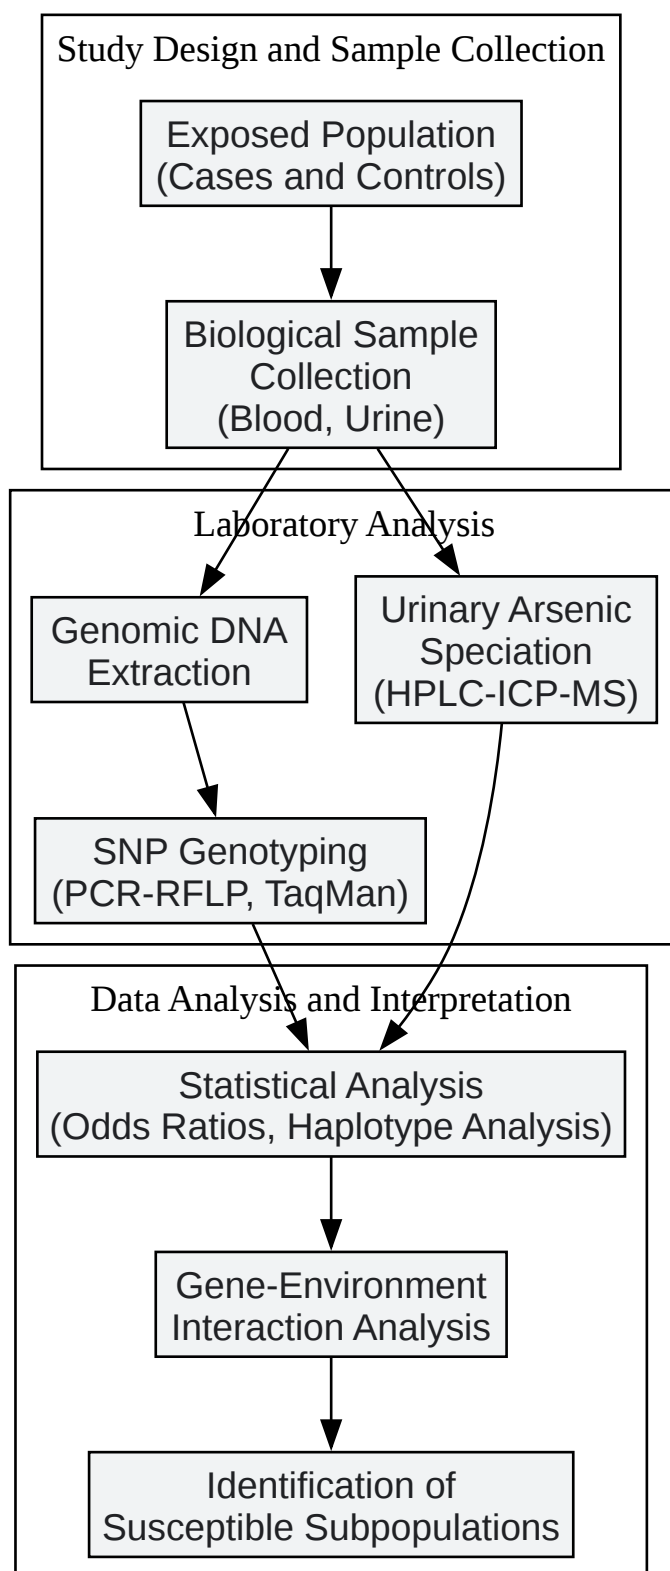 Study Design and Sample Collection
Exposed Population
(Cases and Controls)
Biological Sample
Collection
(Blood, Urine)
Laboratory Analysis
Genomic DNA
Extraction
Urinary Arsenic
Speciation
(HPLC-ICP-MS)
SNP Genotyping
(PCR-RFLP, TaqMan)
Data Analysis and Interpretation
Statistical Analysis
(Odds Ratios, Haplotype Analysis)
Gene-Environment
Interaction Analysis
Identification of
Susceptible Subpopulations